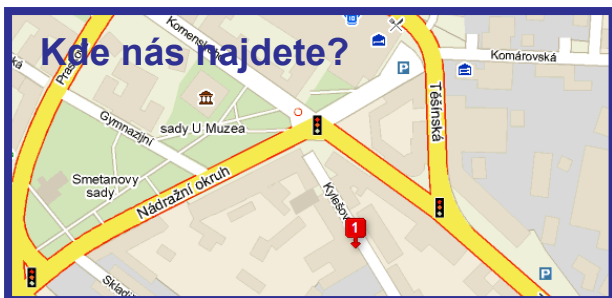 Kde nás najdete?
Komárovská
P
Těšínská
Gymnazijní
sady U Muzea
Smetanovy
sady
Nádražní okruh
1
P